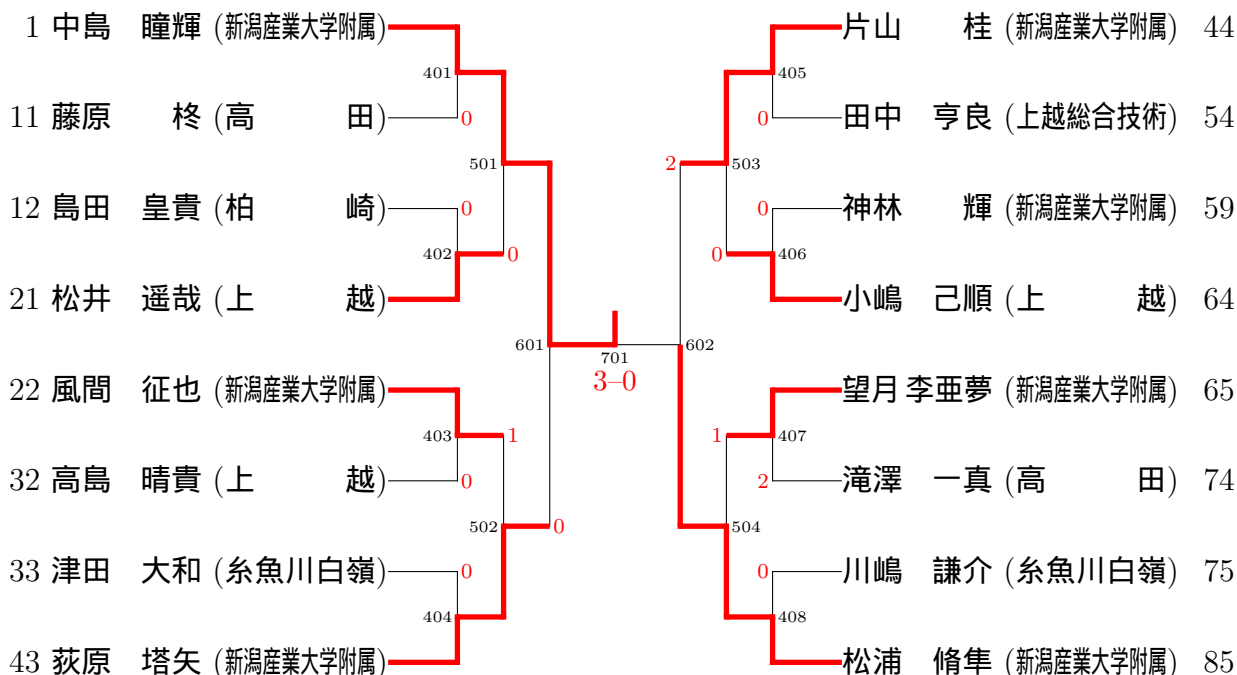 1 中島 瞳輝 (新潟産業大学附属)
401
11 藤原 柊 (高 田)
0
501
12 島田 皇貴 (柏 崎)
0
402
0
21 松井 遥哉 (上 越)
601
22 風間 征也 (新潟産業大学附属)
403
1
32 高島 晴貴 (上 越)
0
502
0
33 津田 大和 (糸魚川白嶺)
0
404
43 荻原 塔矢 (新潟産業大学附属)
701
3–0
片山 桂 (新潟産業大学附属) 44
405
0
田中 亨良 (上越総合技術) 54
2
503
0
神林 輝 (新潟産業大学附属) 59
0
406
小嶋 己順 (上 越) 64
602
望月 李亜夢 (新潟産業大学附属) 65
1
407
2
滝澤 一真 (高 田) 74
504
0
川嶋 謙介 (糸魚川白嶺) 75
408
松浦 脩隼 (新潟産業大学附属) 85